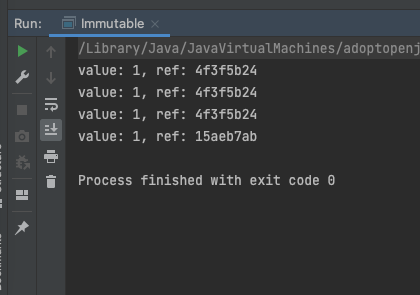 Run: Immutable
/Library/Java/JavaVirtualMachines/adoptopenj
value: 1, ref: 4f3f5b24
value: 1, ref: 4f3f5b24
value: 1, ref: 4f3f5b24
value: 1, ref: 15aeb7ab
Process finished with exit code 0